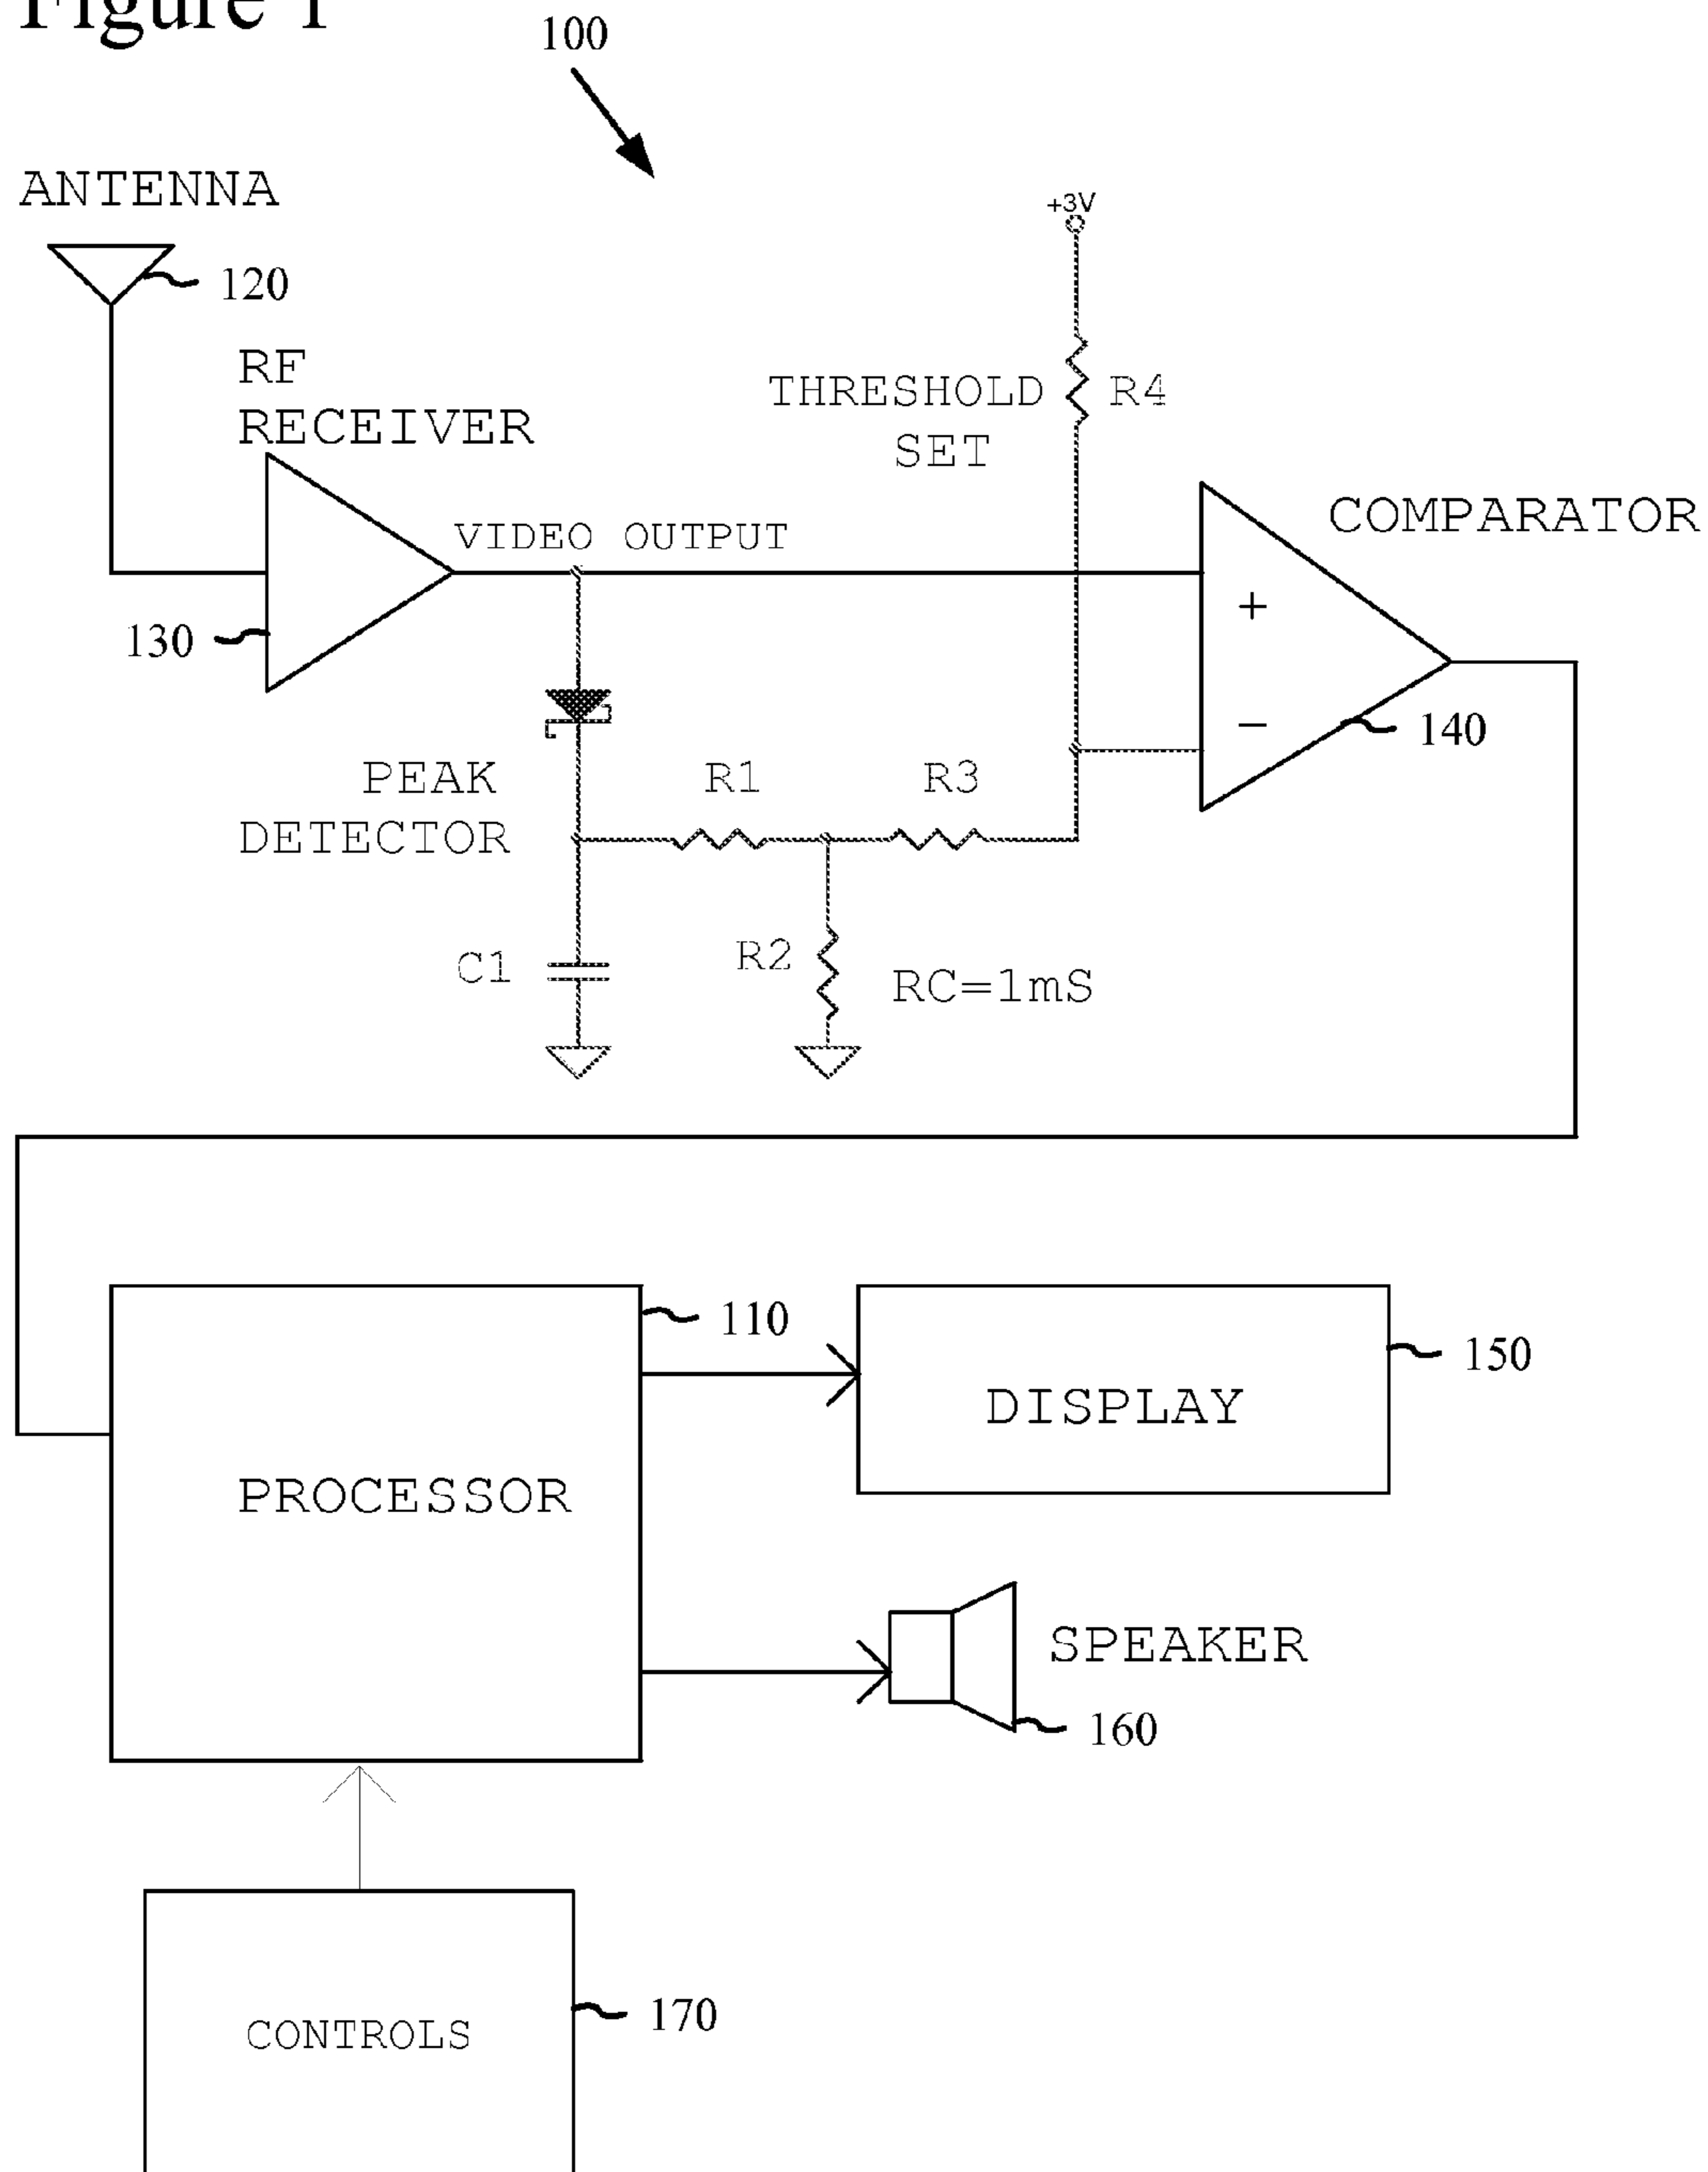 Figure 1
100
ANTENNA
120
+3V
RF
RECEIVER
THRESHOLD
SET
R4
COMPARATOR
VIDEO OUTPUT
130
+
−
140
PEAK
DETECTOR
R1
R3
C1
R2
RC=1mS
110
150
DISPLAY
PROCESSOR
SPEAKER
160
170
CONTROLS